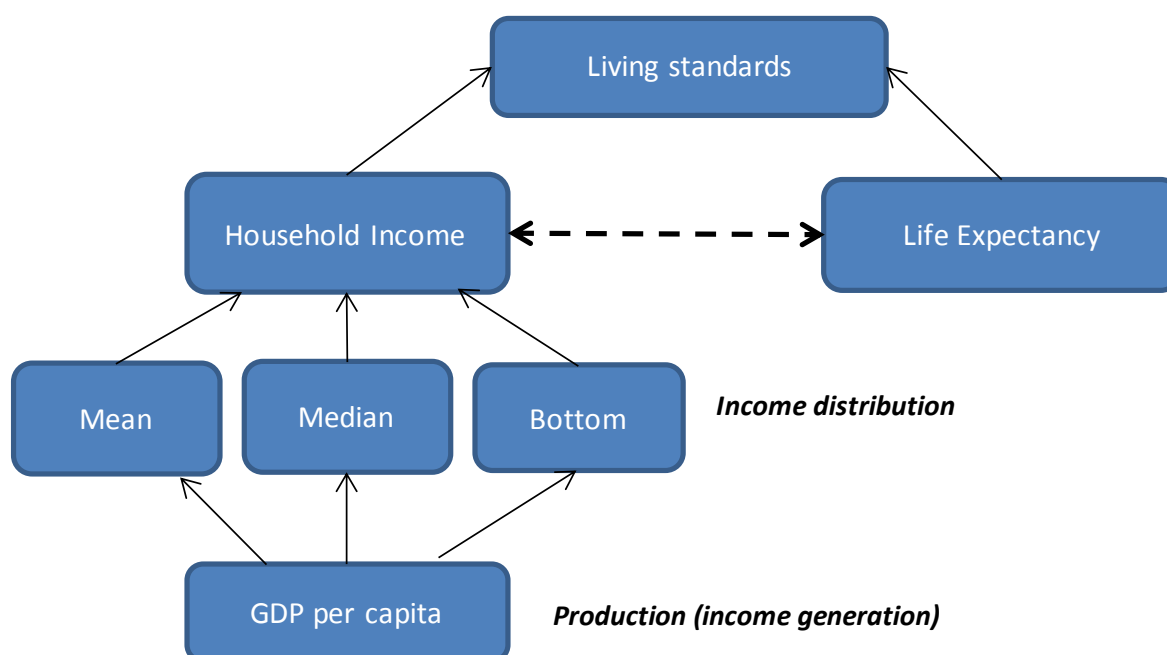 Living standards
Household Income
Life Expectancy
Mean
Median
Bottom
Income distribution
GDP per capita
Production (income generation)